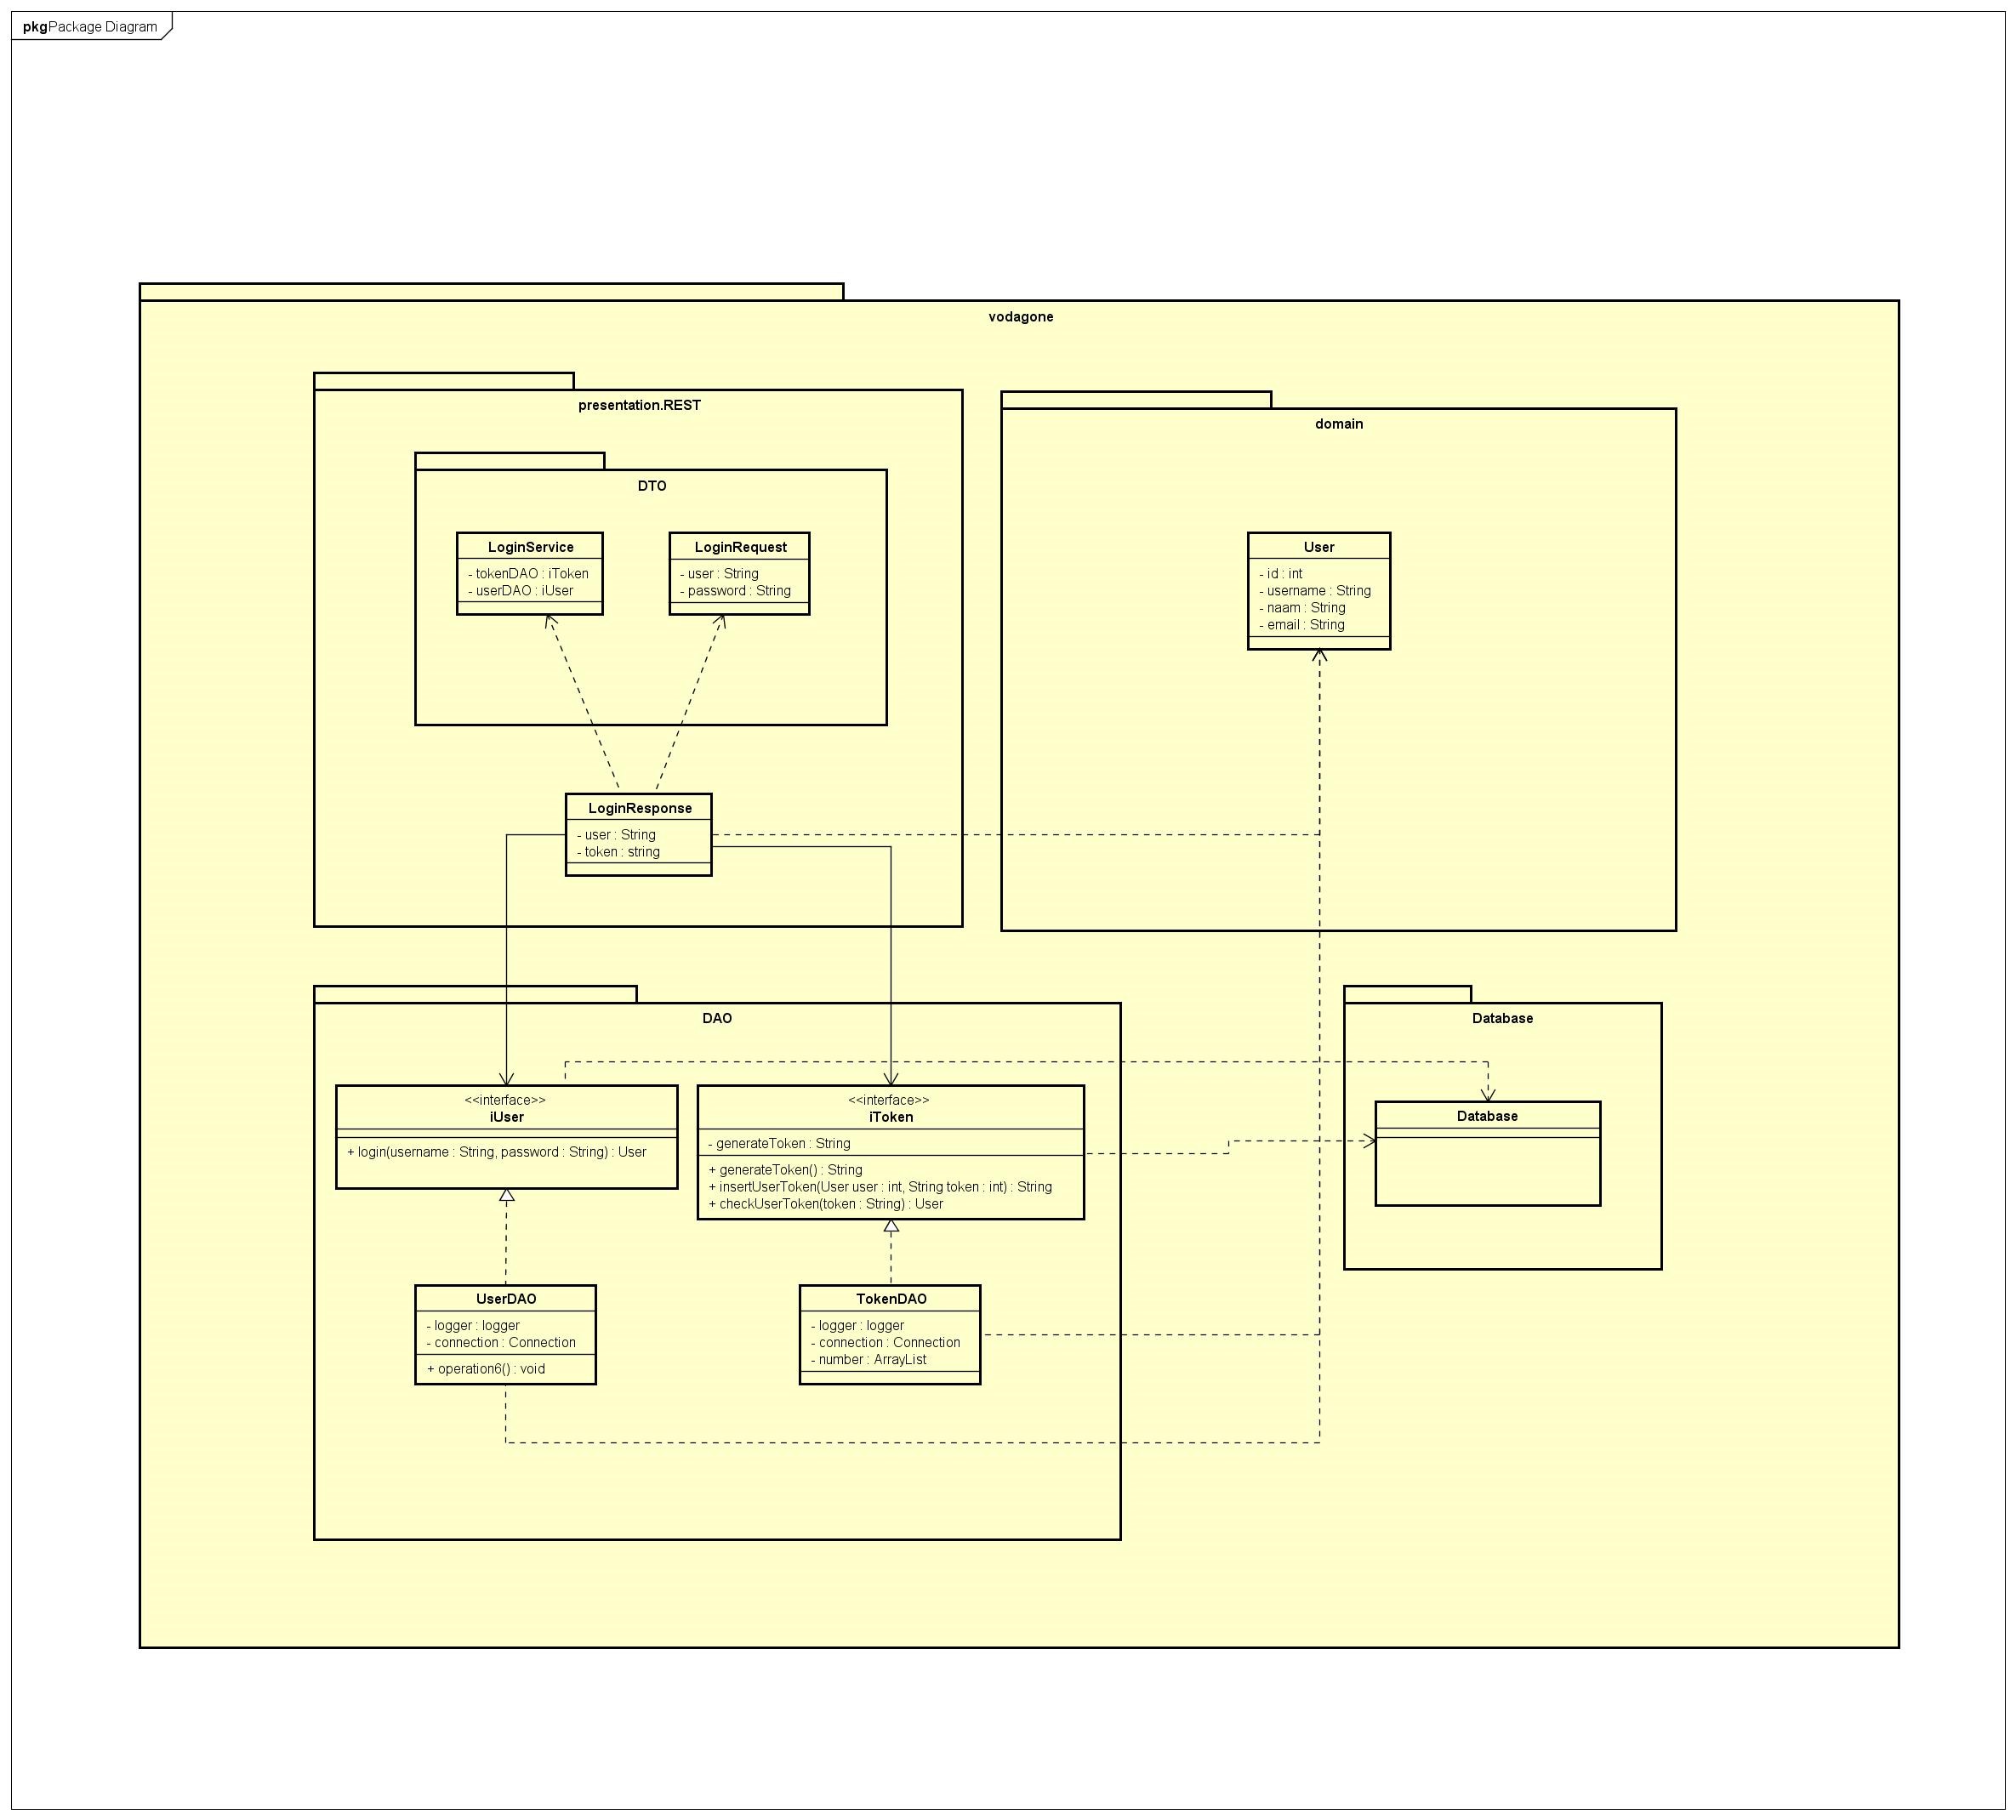 pkg Package Diagram
vodagone
presentation.REST
DTO
LoginService
- tokenDAO : iToken
- userDAO : iUser
LoginRequest
- user : String
- password : String
LoginResponse
- user : String
- token : string
domain
User
- id : int
- username : String
- naam : String
- email : String
DAO
<<interface>>
iUser
+ login(username : String, password : String) : User
<<interface>>
iToken
- generateToken : String
+ generateToken() : String
+ insertUserToken(User user : int, String token : int) : String
+ checkUserToken(token : String) : User
UserDAO
- logger : logger
- connection : Connection
+ operation6() : void
TokenDAO
- logger : logger
- connection : Connection
- number : ArrayList
Database
Database